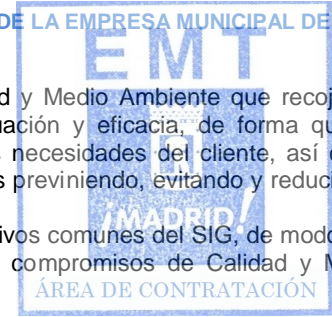 DE LA EMPRESA MUNICIPAL DE
EMT
y Medio Ambiente que recoj
uación y eficacia, de forma qu
necesidades del cliente, así
s previniendo, evitando y reduci
¡MADRID!
ivos comunes del SIG, de modo
compromisos de Calidad y M
ÁREA DE CONTRATACIÓN